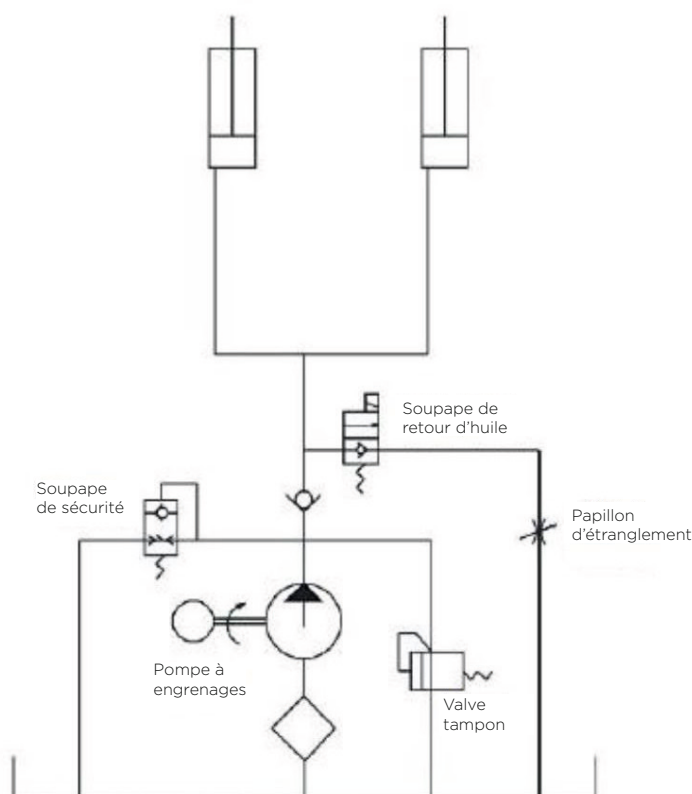 Soupape de
retour d'huile
Soupape
de sécurité
Papillon
d'étranglement
Pompe à
engrenages
Valve
tampon